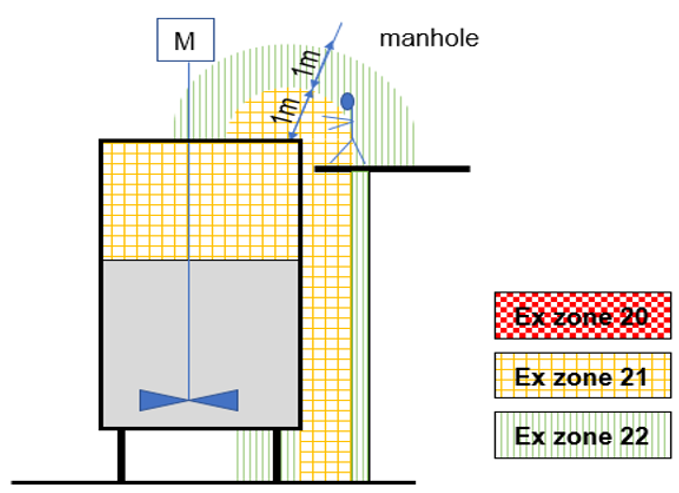 M
manhole
1m
1m
Ex zone 20
Ex zone 21
Ex zone 22